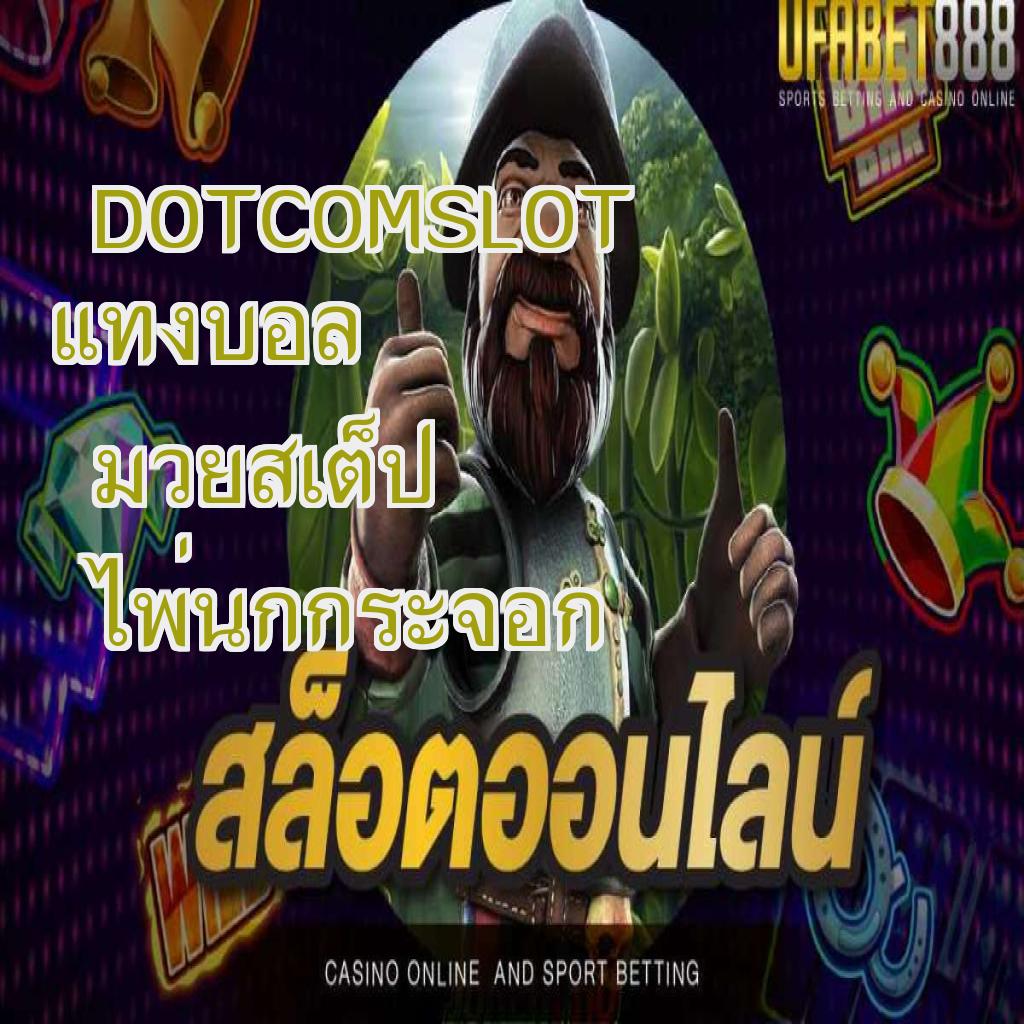 UFABET888
SPORTS BETTING AND CASINO ONLINE
BAR
DOTCOMSLOT
แทงบอล
มวยสเต็ป
ไพ่นกกระจอก
สล็อตออนไลน์
WIN
CASINO ONLINE AND SPORT BETTING